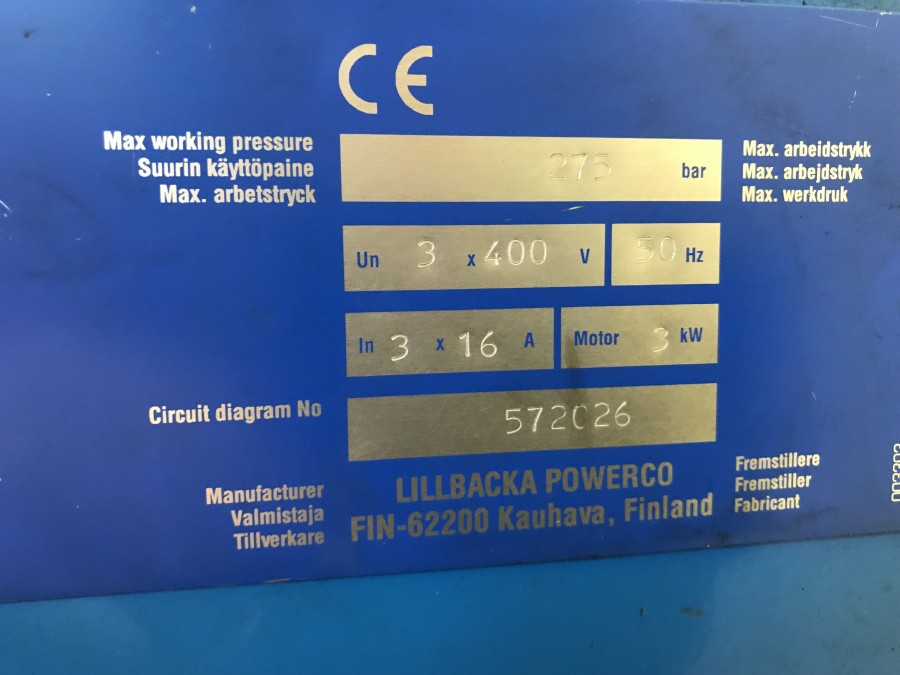 CE
Max working pressure
Suurin käyttöpaine
Max. arbetstryck
275 bar
Max. arbeidstrykk
Max. arbejdstryk
Max. werkdruk
Un 3 x 400 V 50 Hz
In 3 x 16 A Motor 3 kW
Circuit diagram No 572026
Manufacturer
Valmistaja
Tillverkare
LILLBACKA POWERCO
FIN-62200 Kauhava, Finland
Fremstillere
Fremstiller
Fabricant